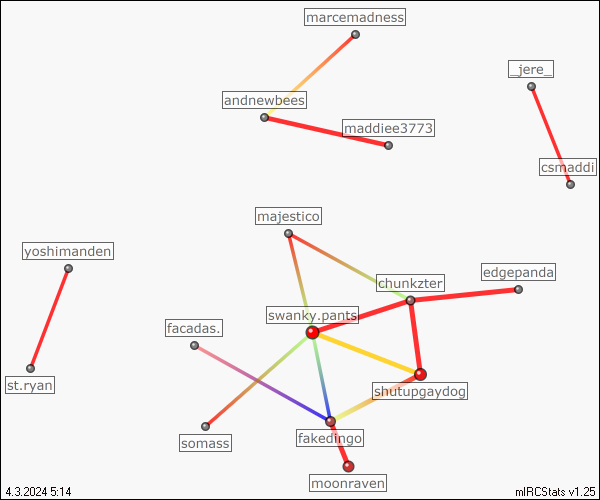 marcemadness
_jere_
andnewbees
maddiee3773
csmaddi
majestico
yoshimanden
edgepanda
chunkzter
swanky.pants
facadas.
st.ryan
shutupgaydog
somass
fakedingo
moonraven
4.3.2024 5:14
mIRCStats v1.25